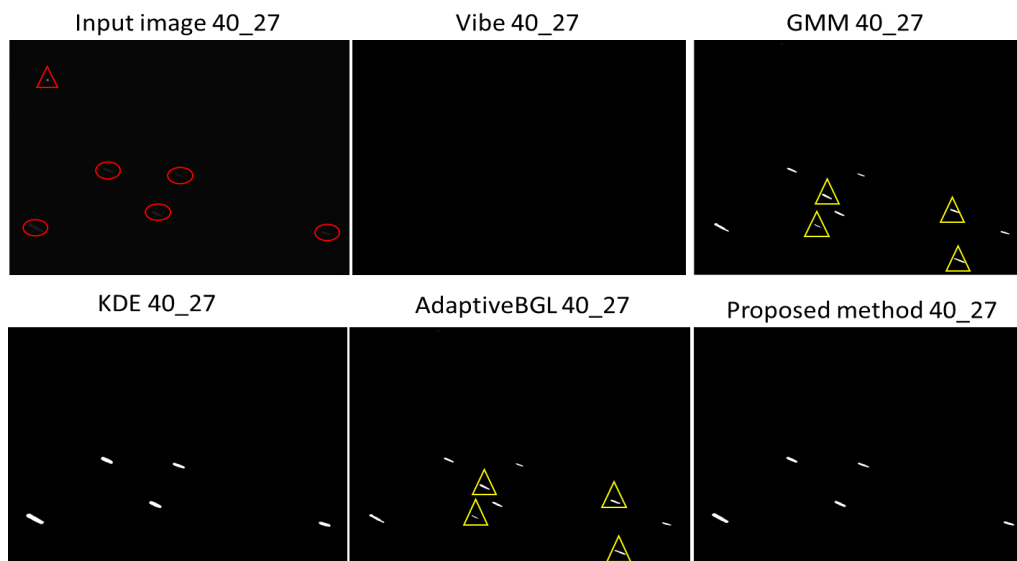 Input image 40_27
Vibe 40_27
GMM 40_27
KDE 40_27
AdaptiveBGL 40_27
Proposed method 40_27